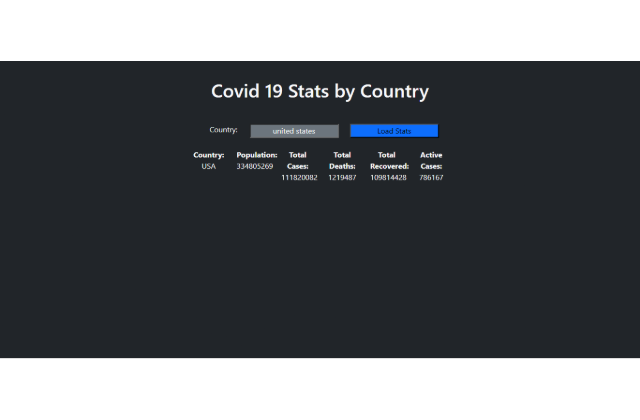 Covid 19 Stats by Country
Country: united states Load Stats
Country: Population: Total Total Total Active
Cases: Deaths: Recovered: Cases:
USA 334805269
111820082 1219487 109814428 786167